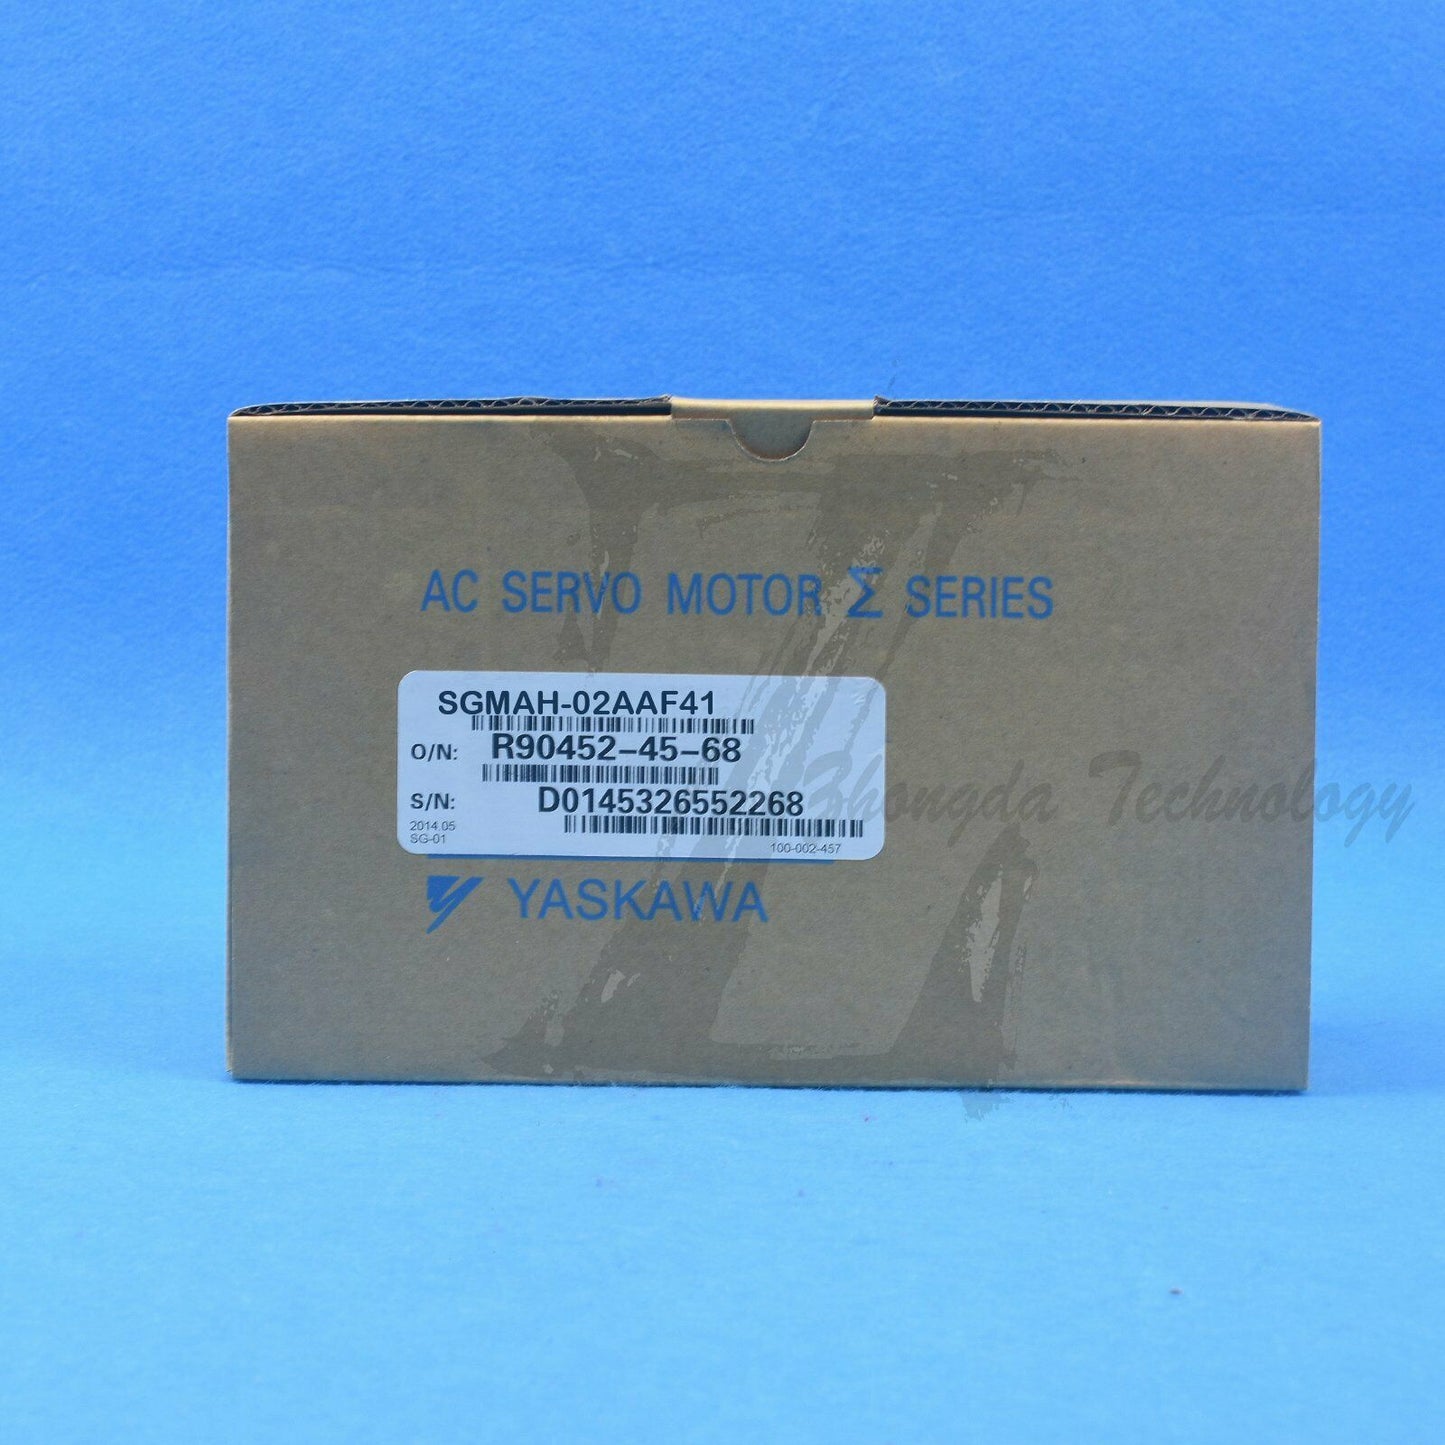 AC SERVO MOTOR Σ SERIES
SGMAH-02AAF41
O/N: R90452-45-68
S/N: D0145326552268
2014.05
SG-01 100-002-457
YASKAWA
Zhongda Technology